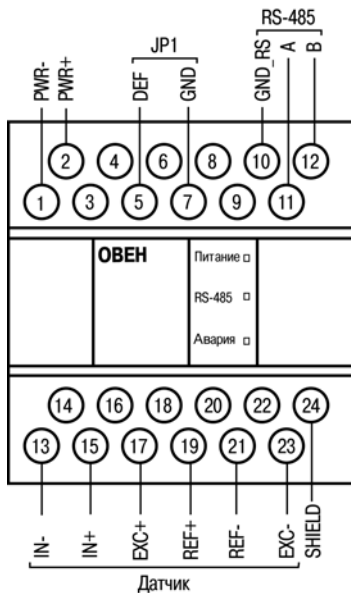 RS-485
JP1
PWR-
PWR+
DEF
GND
GND_RS
A
B
2 4 6 8 10 12
1 3 5 7 9 11
ОВЕН
Питание
RS-485
Авария
14 16 18 20 22 24
13 15 17 19 21 23
IN-
IN+
EXC+
REF+
REF-
EXC-
SHIELD
Датчик